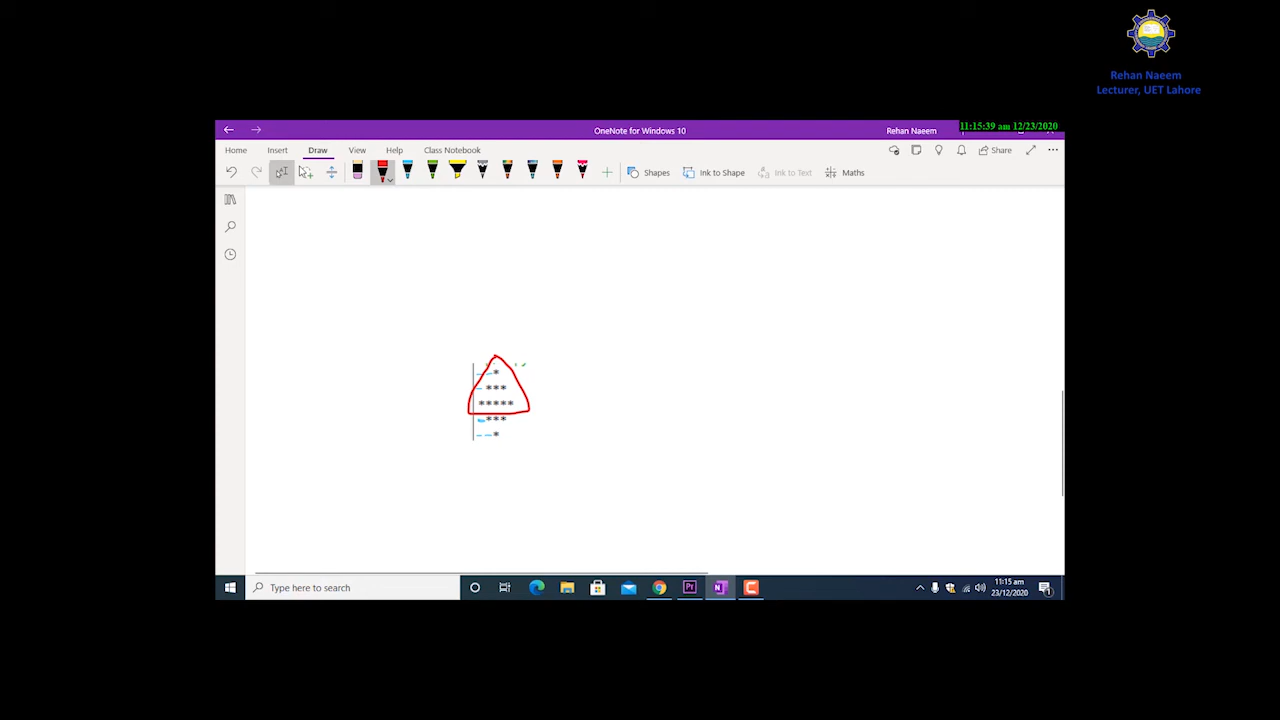 Rehan Naeem
Lecturer, UET Lahore
OneNote for Windows 10
Rehan Naeem
11:15:39 am 12/23/2020
Home Insert Draw View Help Class Notebook
Share
Shapes Ink to Shape Ink to Text Maths
*
***
*****
***
*
Type here to search
Pr
N
11:15 am
23/12/2020
1